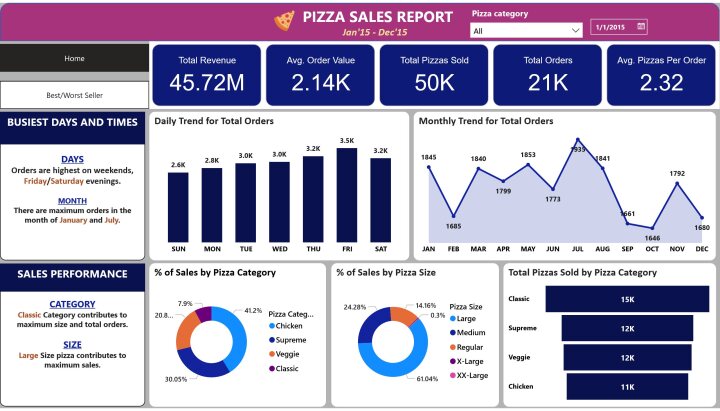 PIZZA SALES REPORT
Jan'15 - Dec'15
Pizza category
All
1/1/2015
Home
Best/Worst Seller
Total Revenue
45.72M
Avg. Order Value
2.14K
Total Pizzas Sold
50K
Total Orders
21K
Avg. Pizzas Per Order
2.32
BUSIEST DAYS AND TIMES
DAYS
Orders are highest on weekends,
Friday/Saturday evenings.
MONTH
There are maximum orders in the
month of January and July.
Daily Trend for Total Orders
2.6K 2.8K 3.0K 3.0K 3.2K 3.5K 3.2K
SUN MON TUE WED THU FRI SAT
Monthly Trend for Total Orders
1845 1685 1840 1799 1853 1773 1935 1841 1661 1646 1792 1680
JAN FEB MAR APR MAY JUN JUL AUG SEP OCT NOV DEC
SALES PERFORMANCE
CATEGORY
Classic Category contributes to
maximum size and total orders.
SIZE
Large Size pizza contributes to
maximum sales.
% of Sales by Pizza Category
7.9%
20.8...
41.2%
30.05%
Pizza Categ...
Chicken
Supreme
Veggie
Classic
% of Sales by Pizza Size
24.28%
14.16%
0.3%
61.04%
Pizza Size
Large
Medium
Regular
X-Large
XX-Large
Total Pizzas Sold by Pizza Category
Classic 15K
Supreme 12K
Veggie 12K
Chicken 11K